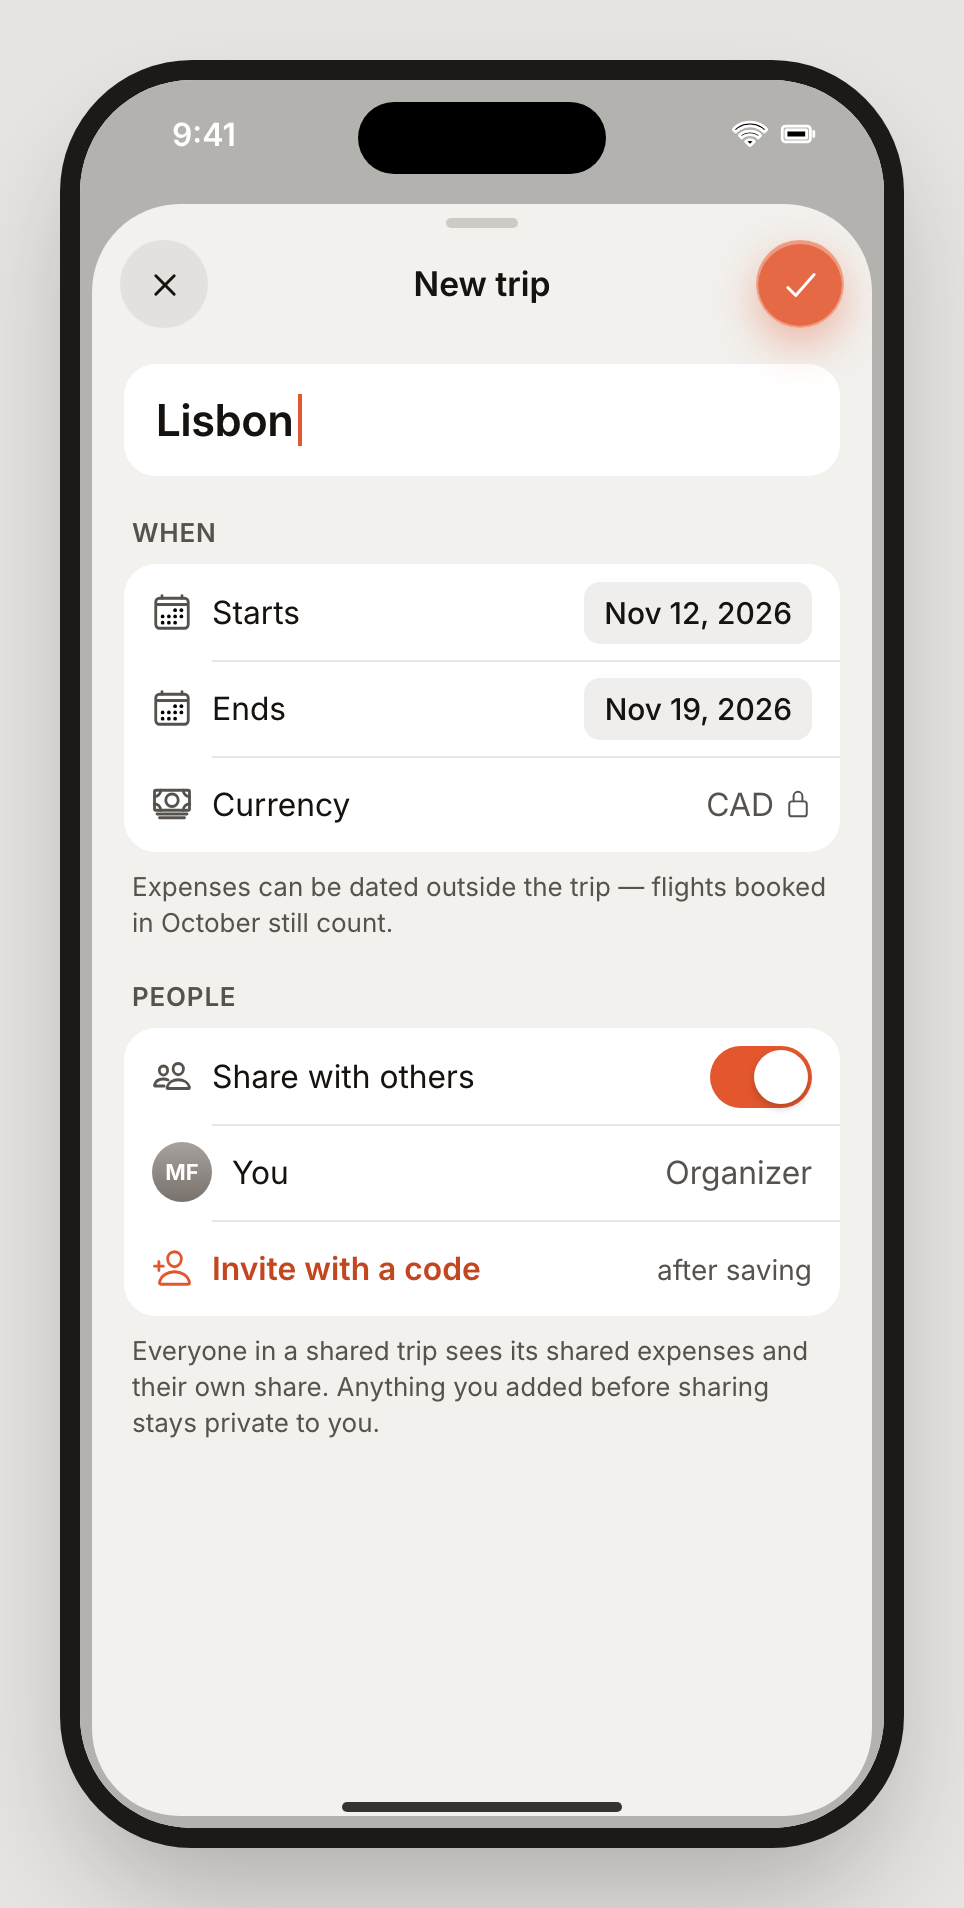 9:41
New trip
Lisbon
WHEN
Starts Nov 12, 2026
Ends Nov 19, 2026
Currency CAD
Expenses can be dated outside the trip — flights booked
in October still count.
PEOPLE
Share with others
MF You Organizer
Invite with a code after saving
Everyone in a shared trip sees its shared expenses and
their own share. Anything you added before sharing
stays private to you.